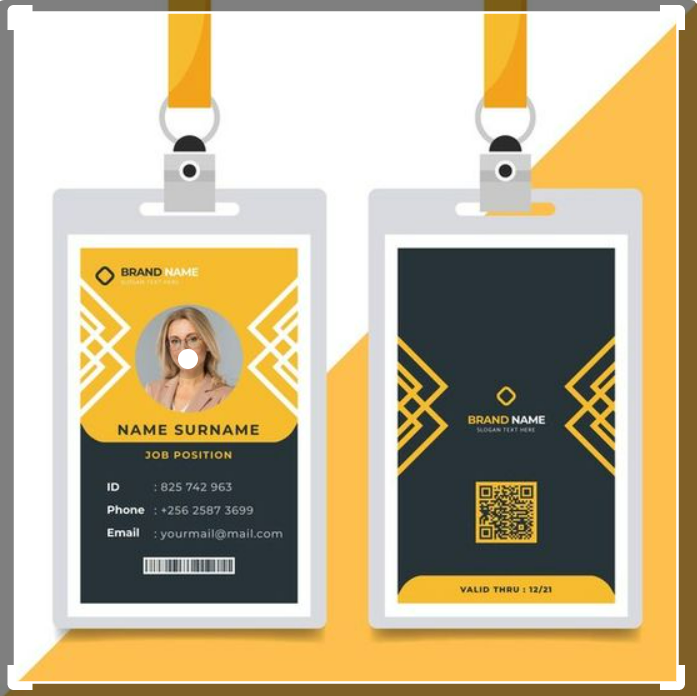 BRAND NAME
SLOGAN TEXT HERE
NAME SURNAME
JOB POSITION
ID : 825 742 963
Phone : +256 2587 3699
Email : yourmail@mail.com
BRAND NAME
SLOGAN TEXT HERE
VALID THRU : 12/21